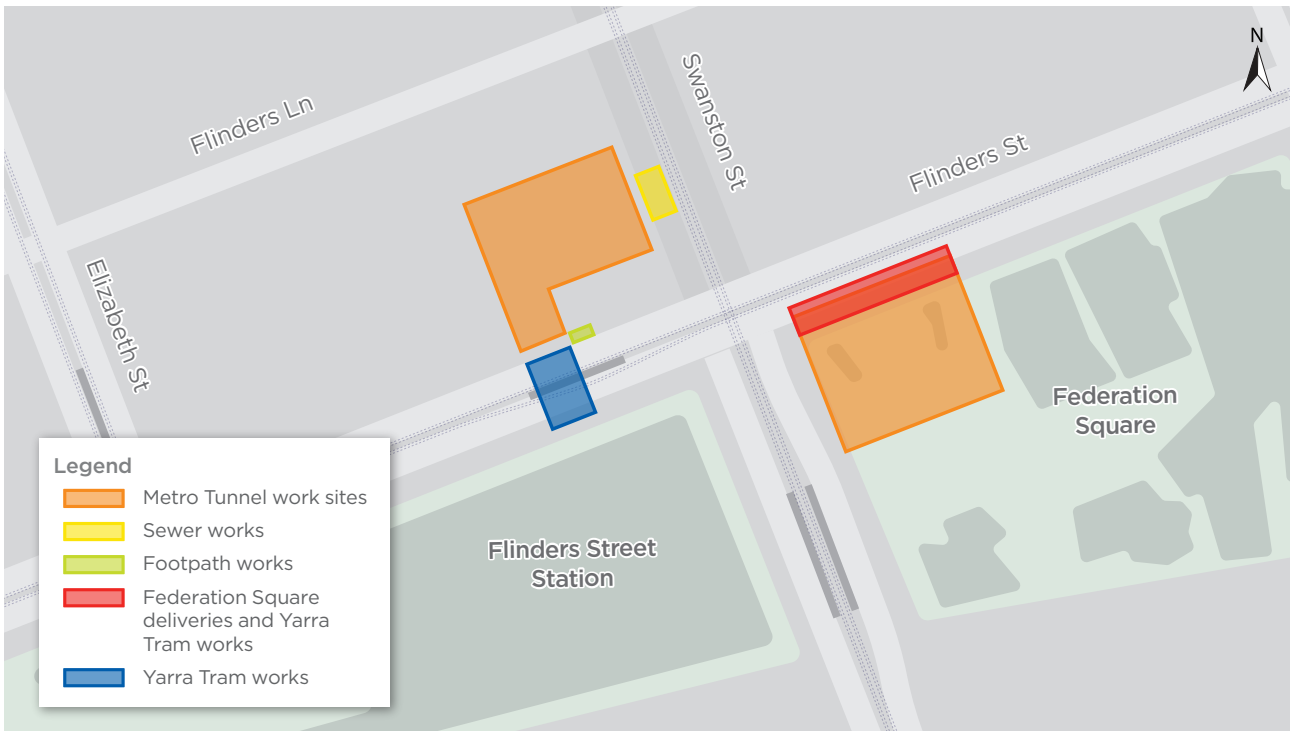 N
Swanston St
Flinders Ln
Flinders St
Elizabeth St
Federation
Square
Flinders Street
Station
Legend
Metro Tunnel work sites
Sewer works
Footpath works
Federation Square
deliveries and Yarra
Tram works
Yarra Tram works